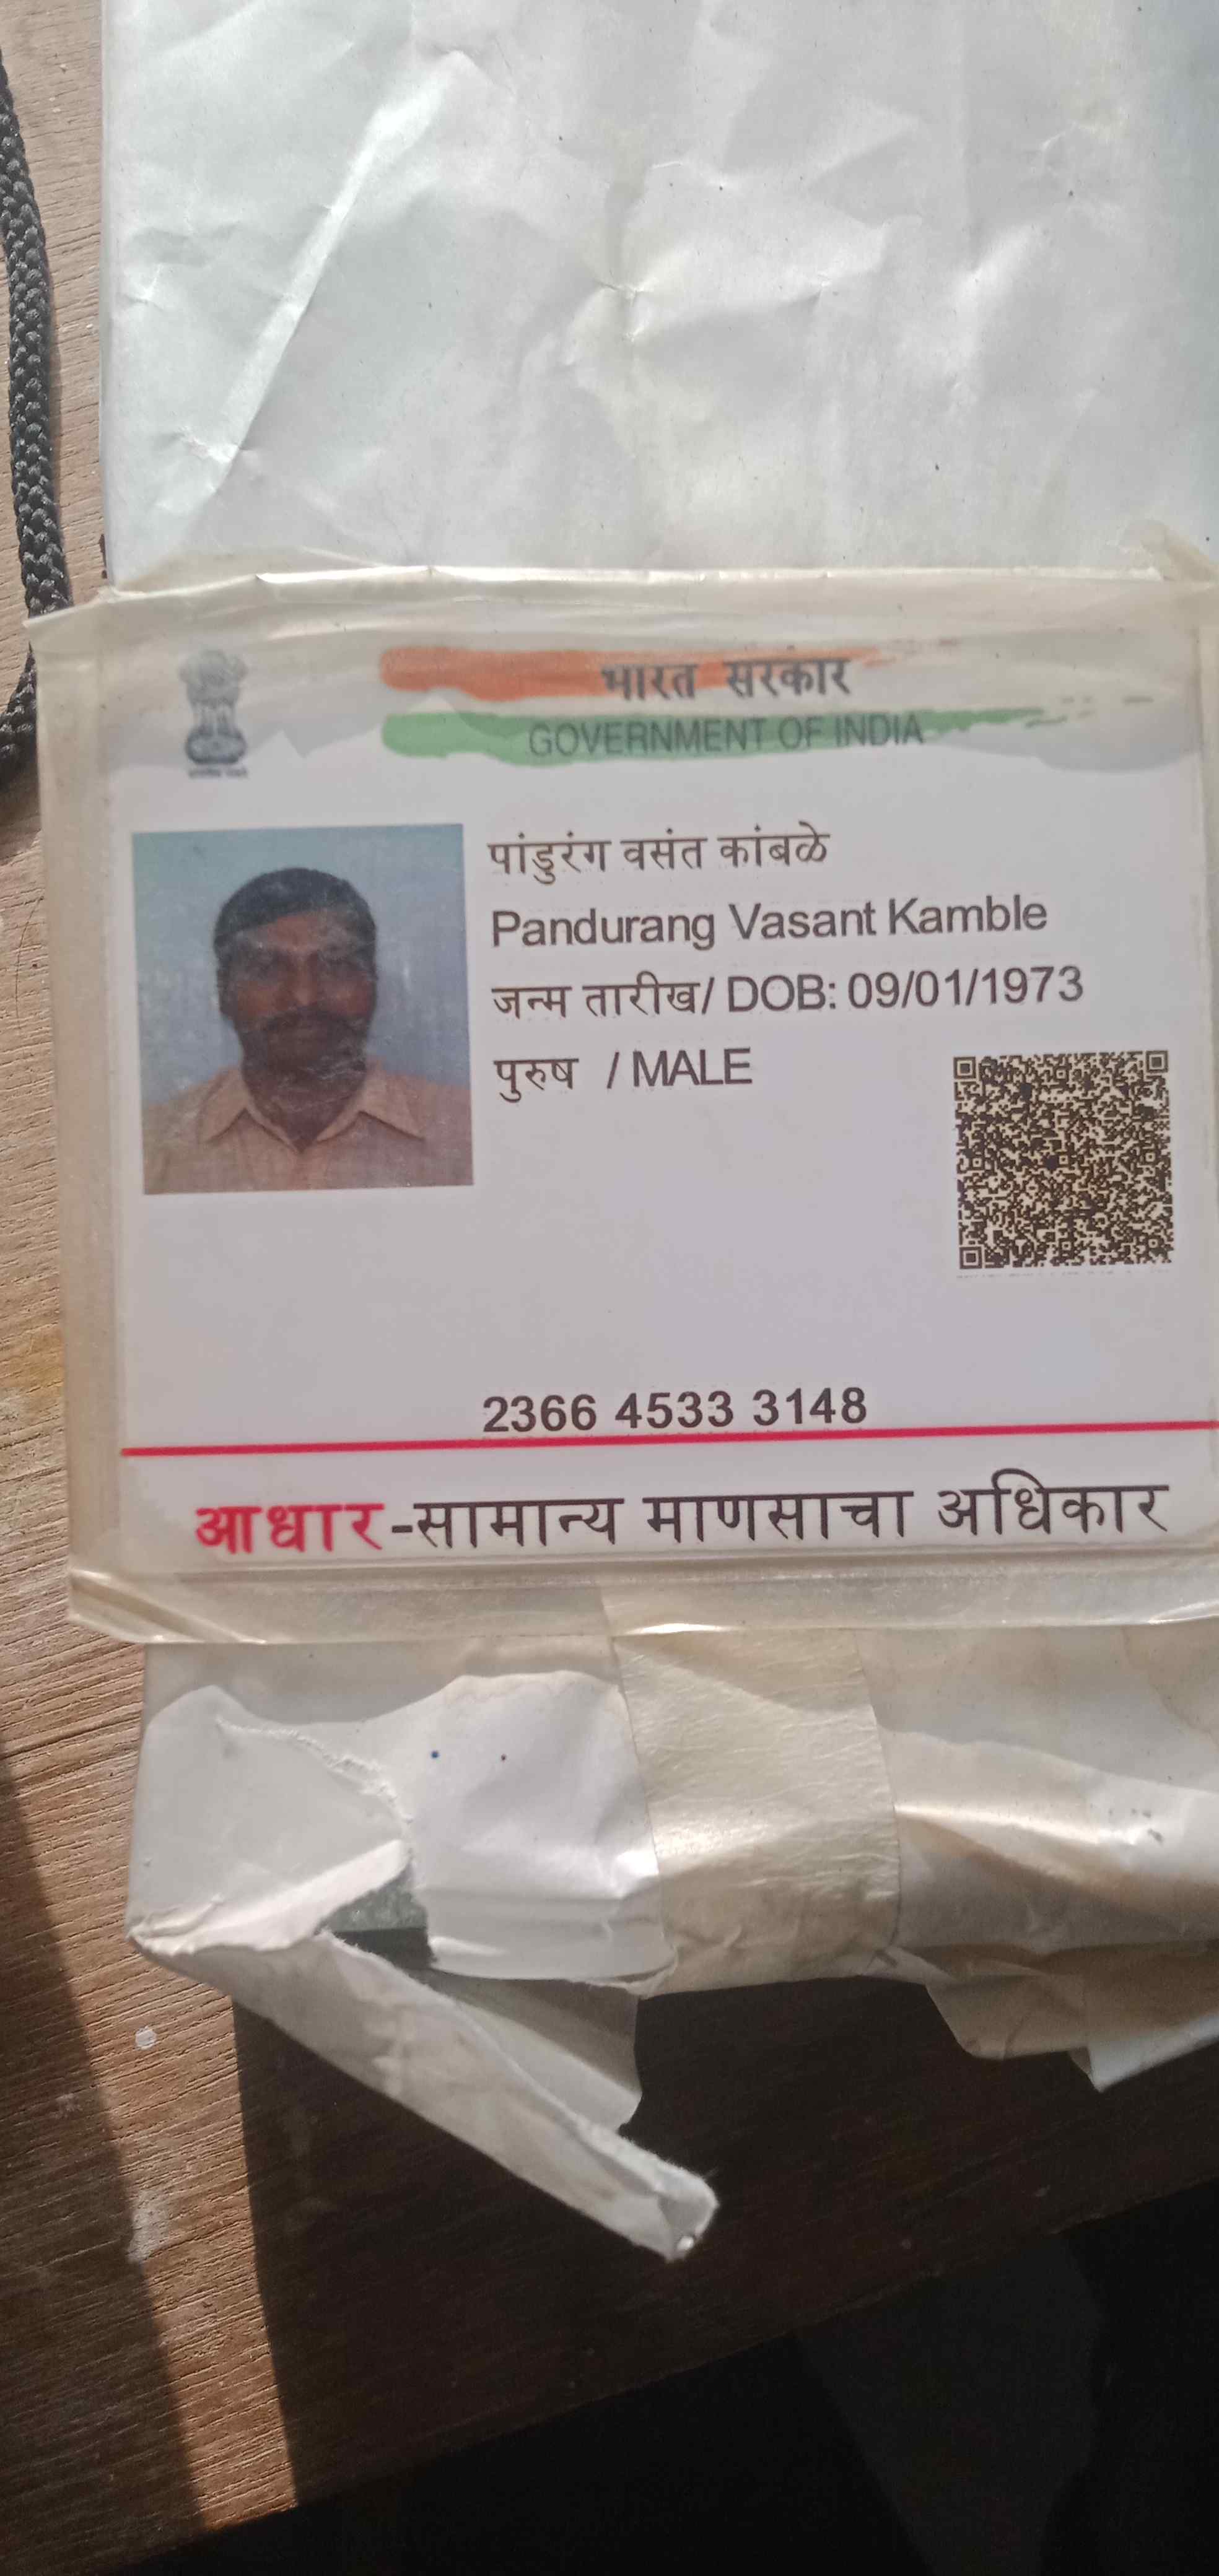 भारत सरकार
GOVERNMENT OF INDIA
पांडुरंग वसंत कांबळे
Pandurang Vasant Kamble
जन्म तारीख/ DOB: 09/01/1973
पुरुष / MALE
2366 4533 3148
आधार-सामान्य माणसाचा अधिकार